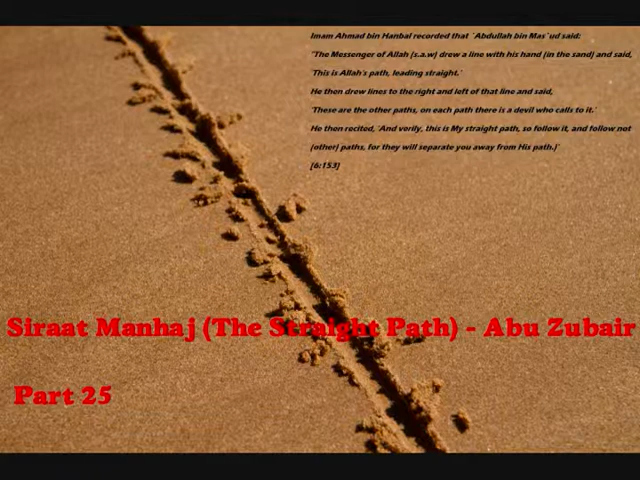 Imam Ahmad bin Hanbal recorded that `Abdullah bin Mas`ud said:
"The Messenger of Allah (s.a.w) drew a line with his hand (in the sand) and said,
'This is Allah's path, leading straight.'
He then drew lines to the right and left of that line and said,
'These are the other paths, on each path there is a devil who calls to it.'
He then recited, 'And verily, this is My straight path, so follow it, and follow not
(other) paths, for they will separate you away from His path.)'
[6:153]
Siraat Manhaj (The Straight Path) - Abu Zubair
Part 25